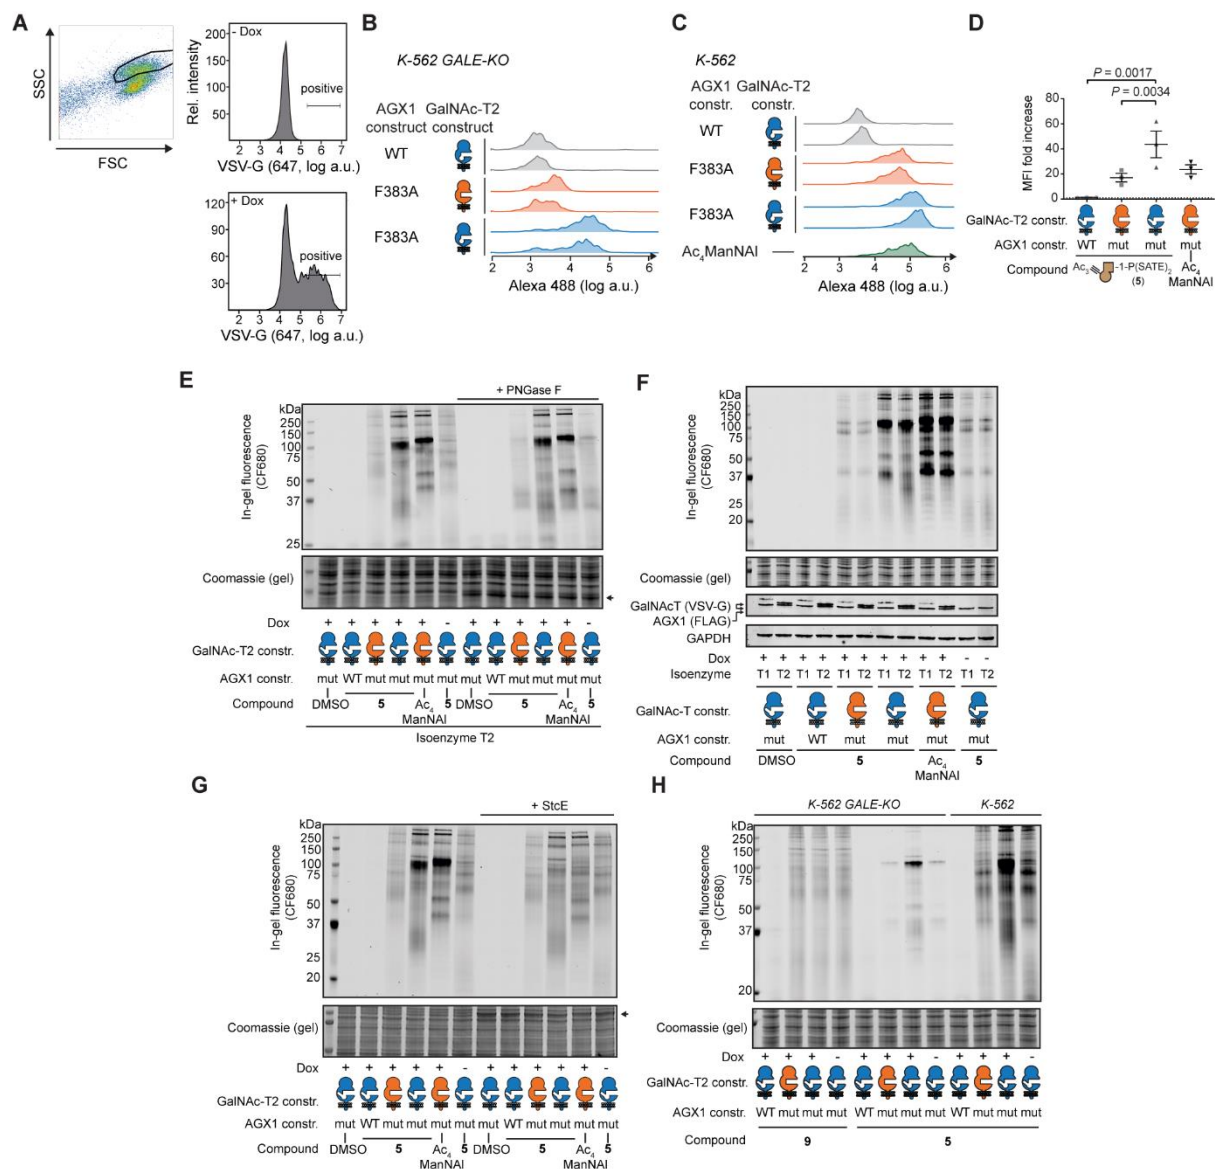 A
SSC
FSC
- Dox
Rel. intensity
200
150
100
50
0
positive
2 3 4 5 6 7
VSV-G (647, log a.u.)
+ Dox
120
90
60
30
0
positive
2 3 4 5 6 7
VSV-G (647, log a.u.)
B
K-562 GALE-KO
AGX1 GalNAc-T2
construct construct
WT
F383A
F383A
2 3 4 5 6
Alexa 488 (log a.u.)
C
K-562
AGX1 GalNAc-T2
constr. constr.
WT
F383A
F383A
Ac4ManNAl
2 3 4 5 6
Alexa 488 (log a.u.)
D
P = 0.0017
P = 0.0034
MFI fold increase
80
60
40
20
0
GalNAc-T2 constr.
AGX1 constr. WT mut mut mut
Compound Ac3 -1-P(SATE)2 Ac4
(5) ManNAl
E
+ PNGase F
In-gel fluorescence
(CF680)
kDa
250
150
100
75
50
37
25
Coomassie (gel)
Dox + + + + + - + + + + + -
GalNAc-T2 constr.
AGX1 constr. mut WT mut mut mut mut mut WT mut mut mut mut
Compound DMSO 5 Ac4 5 DMSO 5 Ac4 5
ManNAl ManNAl
Isoenzyme T2
F
In-gel fluorescence
(CF680)
kDa
250
150
100
75
50
37
25
20
Coomassie (gel)
GalNAcT (VSV-G)
AGX1 (FLAG)
GAPDH
Dox + + + + + + + + + + - -
Isoenzyme T1 T2 T1 T2 T1 T2 T1 T2 T1 T2 T1 T2
GalNAc-T constr.
AGX1 constr. mut WT mut mut mut mut
Compound DMSO 5 Ac4 5
ManNAl
G
+ StcE
In-gel fluorescence
(CF680)
kDa
250
150
100
75
50
37
25
20
Coomassie (gel)
Dox + + + + + - + + + + + -
GalNAc-T2 constr.
AGX1 constr. mut WT mut mut mut mut mut WT mut mut mut mut
Compound DMSO 5 Ac4 5 DMSO 5 Ac4 5
ManNAl ManNAl
H
K-562 GALE-KO K-562
In-gel fluorescence
(CF680)
kDa
250
150
100
75
50
37
20
Coomassie (gel)
Dox + + + - + + + - + + + -
GalNAc-T2 constr.
AGX1 constr. WT mut mut mut WT mut mut mut WT mut mut mut
Compound 9 5